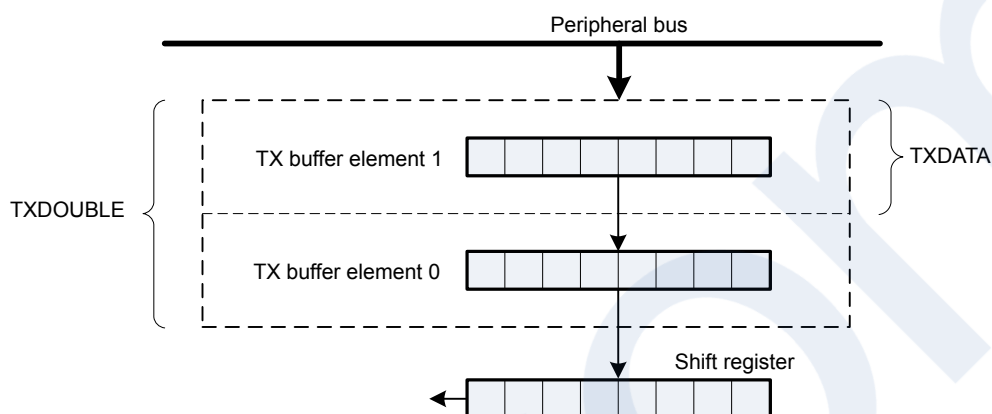 Peripheral bus
TX buffer element 1
TXDATA
TXDOUBLE
TX buffer element 0
Shift register